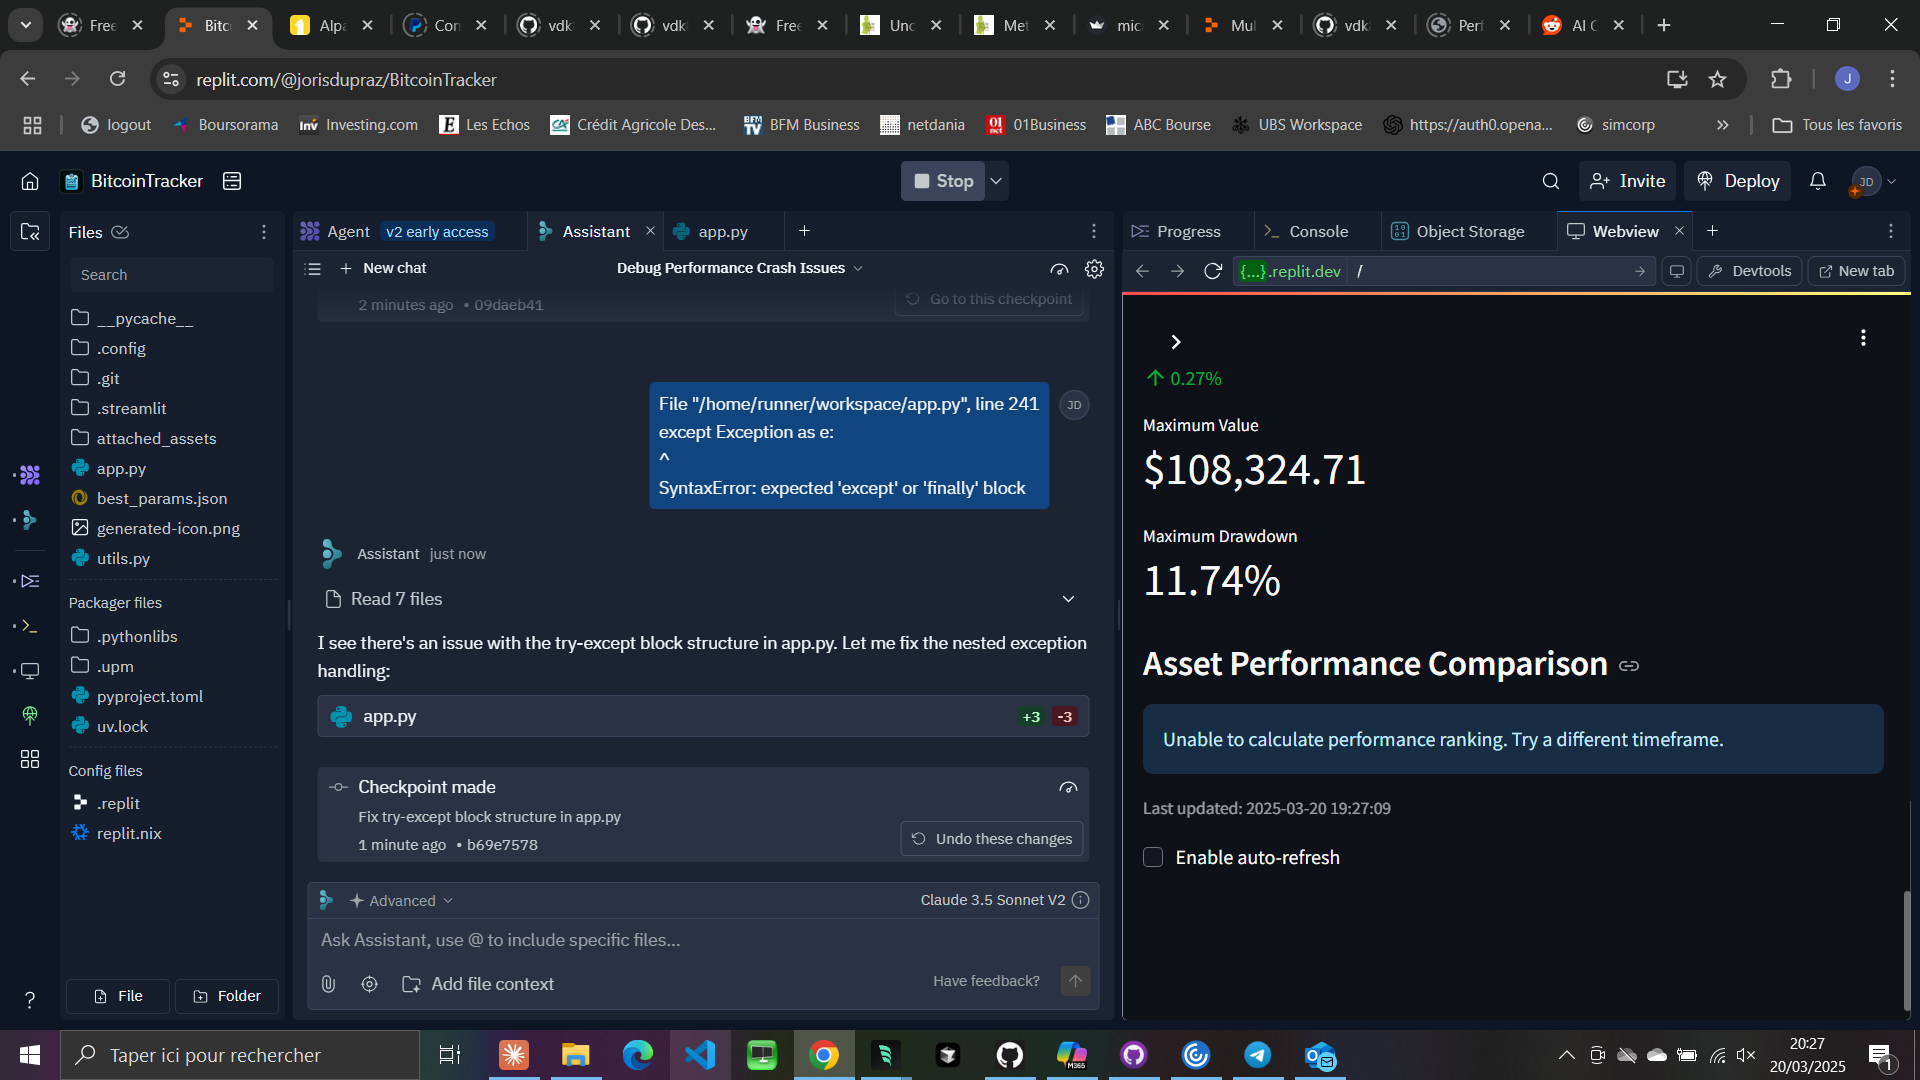 Free
Bitc
Alpa
Con
vdk
vdk
Free
Unc
Met
mic
Mul
vdk
Perf
AI C
replit.com/@jorisdupraz/BitcoinTracker
J
logout
Boursorama
Inv
Investing.com
E
Les Echos
CA
Crédit Agricole Des...
BFM TV
BFM Business
netdania
01 net
01Business
ABC Bourse
UBS Workspace
https://auth0.opena...
simcorp
»
Tous les favoris
BitcoinTracker
Stop
Invite
Deploy
JD
Files
Search
__pycache__
.config
.git
.streamlit
attached_assets
app.py
best_params.json
generated-icon.png
utils.py
Packager files
.pythonlibs
.upm
pyproject.toml
uv.lock
Config files
.replit
replit.nix
File
Folder
Agent v2 early access
Assistant
app.py
New chat
Debug Performance Crash Issues
2 minutes ago • 09daeb41
Go to this checkpoint
File "/home/runner/workspace/app.py", line 241
except Exception as e:
^
SyntaxError: expected 'except' or 'finally' block
JD
Assistant just now
Read 7 files
I see there's an issue with the try-except block structure in app.py. Let me fix the nested exception
handling:
app.py
+3 -3
Checkpoint made
Fix try-except block structure in app.py
1 minute ago • b69e7578
Undo these changes
Advanced
Claude 3.5 Sonnet V2
Ask Assistant, use @ to include specific files...
Add file context
Have feedback?
Progress
Console
Object Storage
Webview
{...}.replit.dev /
Devtools
New tab
0.27%
Maximum Value
$108,324.71
Maximum Drawdown
11.74%
Asset Performance Comparison
Unable to calculate performance ranking. Try a different timeframe.
Last updated: 2025-03-20 19:27:09
Enable auto-refresh
?
Taper ici pour rechercher
M365
20:27
20/03/2025
1